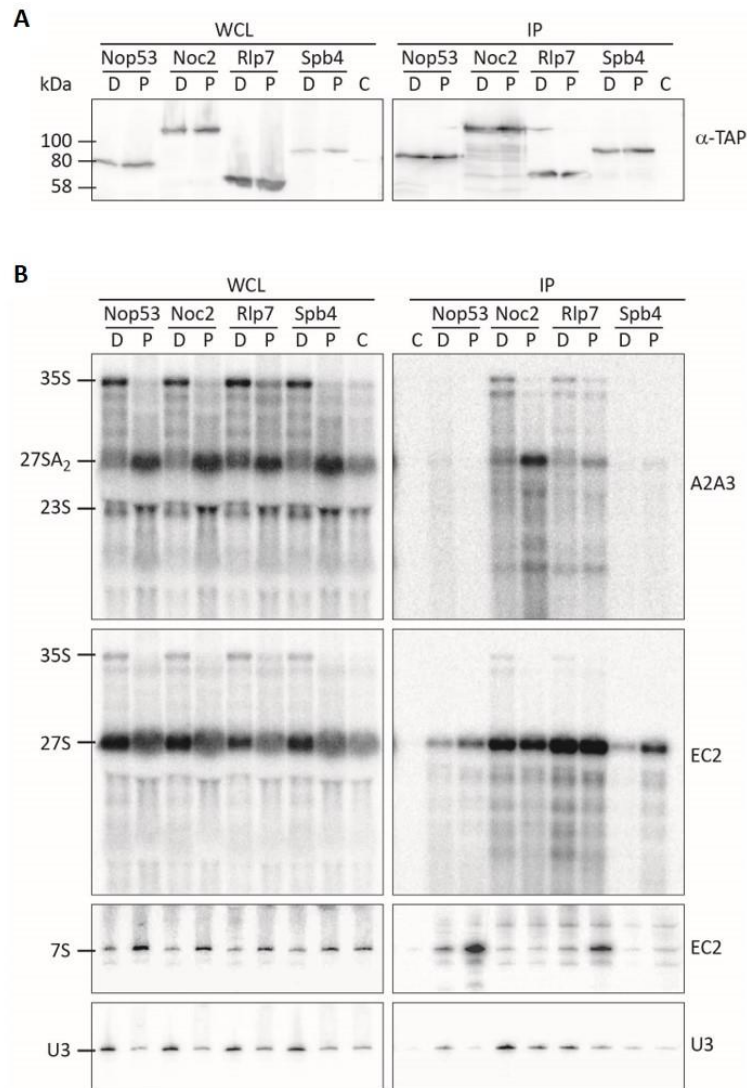 A
WCL IP
Nop53 Noc2 Rlp7 Spb4 Nop53 Noc2 Rlp7 Spb4
kDa D P D P D P D P C D P D P D P D P C
100
80
58
α-TAP
B
WCL IP
Nop53 Noc2 Rlp7 Spb4 Nop53 Noc2 Rlp7 Spb4
D P D P D P D P C C D P D P D P D P
35S
27SA₂
23S
A2A3
35S
27S
EC2
7S EC2
U3 U3